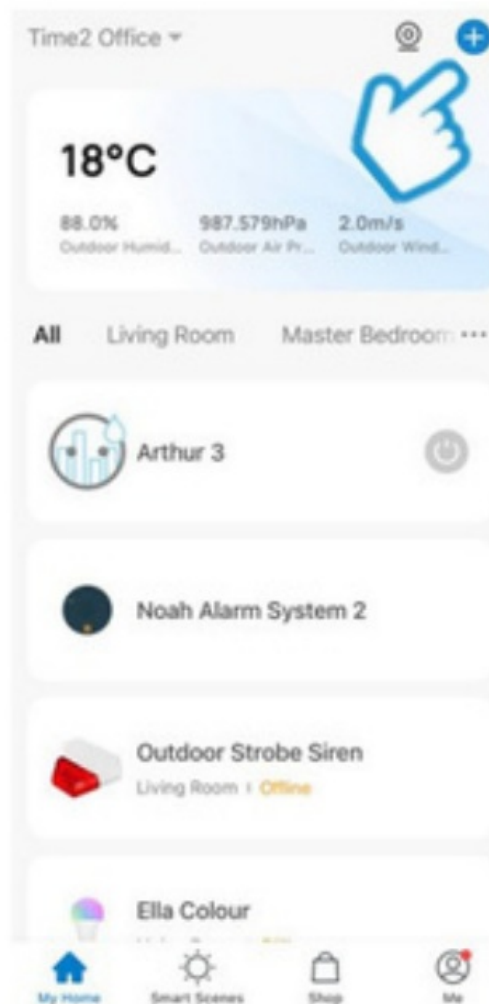 Time2 Office
18°C
88.0% 987.579hPa 2.0m/s
Outdoor Humid... Outdoor Air Pr... Outdoor Wind...
All Living Room Master Bedroom ...
Arthur 3
Noah Alarm System 2
Outdoor Strobe Siren
Living Room | Offline
Ella Colour
My Home Smart Scenes Shop Me